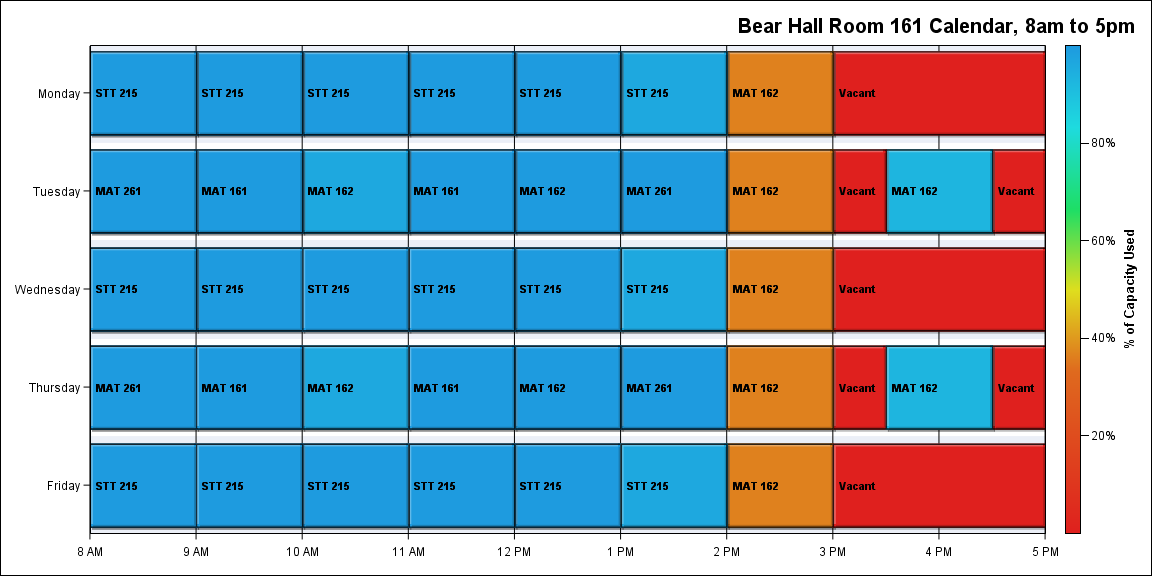 Bear Hall Room 161 Calendar, 8am to 5pm
Monday
STT 215 STT 215 STT 215 STT 215 STT 215 STT 215 MAT 162 Vacant
Tuesday
MAT 261 MAT 161 MAT 162 MAT 161 MAT 162 MAT 261 MAT 162 Vacant MAT 162 Vacant
Wednesday
STT 215 STT 215 STT 215 STT 215 STT 215 STT 215 MAT 162 Vacant
Thursday
MAT 261 MAT 161 MAT 162 MAT 161 MAT 162 MAT 261 MAT 162 Vacant MAT 162 Vacant
Friday
STT 215 STT 215 STT 215 STT 215 STT 215 STT 215 MAT 162 Vacant
8 AM 9 AM 10 AM 11 AM 12 PM 1 PM 2 PM 3 PM 4 PM 5 PM
80%
60%
40%
20%
% of Capacity Used